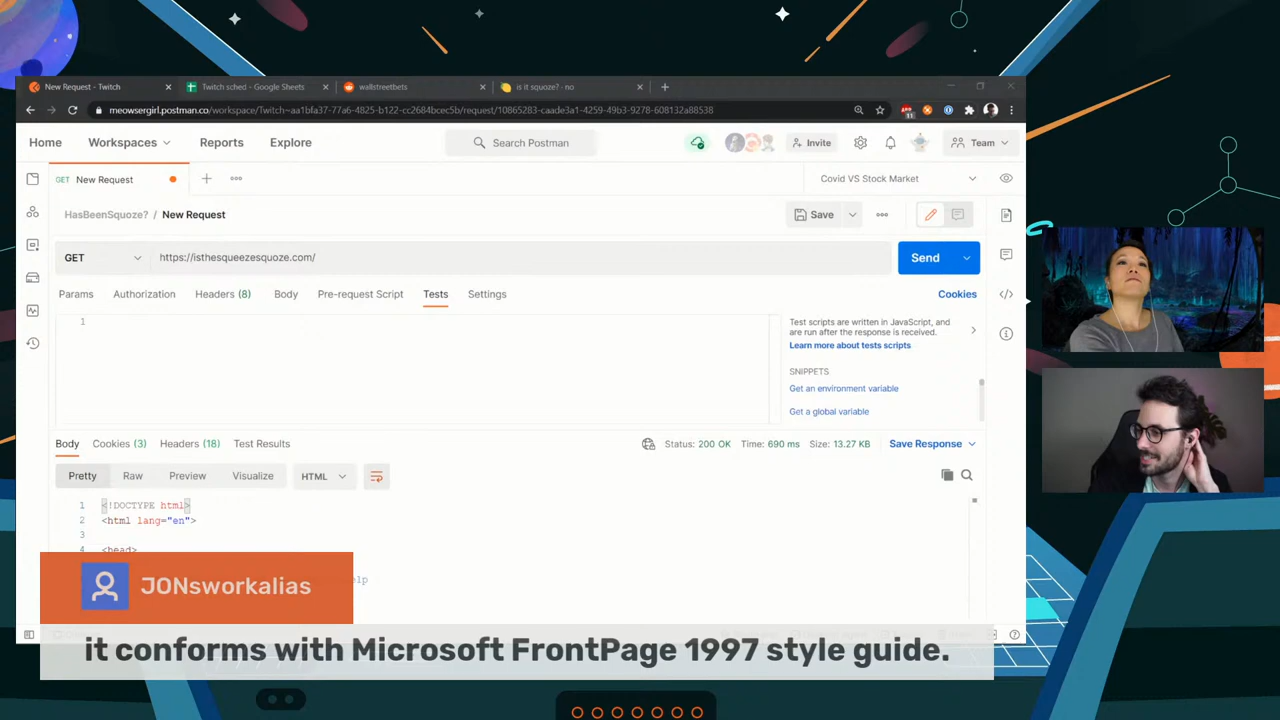 New Request - Twitch
Twitch sched - Google Sheets
wallstreetbets
is it squoze? · no
meowsergirl.postman.co/workspace/Twitch~aa1bfa37-77a6-4825-b122-cc2684bcec5b/request/10865283-caade3a1-4259-49b3-9278-608132a88538
11
Home
Workspaces
Reports
Explore
Search Postman
Invite
Team
GET New Request
Covid VS Stock Market
HasBeenSquoze? / New Request
Save
GET
https://isthesqueezesquoze.com/
Send
Params
Authorization
Headers (8)
Body
Pre-request Script
Tests
Settings
Cookies
1
Test scripts are written in JavaScript, and
are run after the response is received.
Learn more about tests scripts
SNIPPETS
Get an environment variable
Get a global variable
Body
Cookies (3)
Headers (18)
Test Results
Status: 200 OK
Time: 690 ms
Size: 13.27 KB
Save Response
Pretty
Raw
Preview
Visualize
HTML
1 <!DOCTYPE html>
2 <html lang="en">
3
4 <head>
JONsworkalias
it conforms with Microsoft FrontPage 1997 style guide.